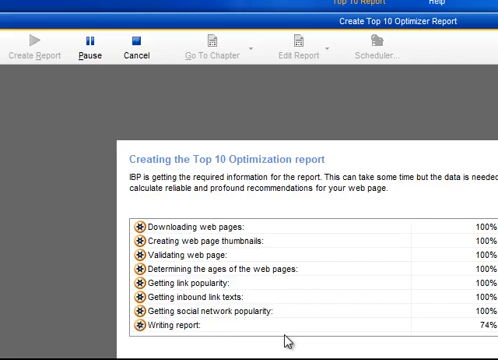 Top 10 Report Help
Create Top 10 Optimizer Report
Create Report Pause Cancel Go To Chapter Edit Report Scheduler...
Creating the Top 10 Optimization report
IBP is getting the required information for the report. This can take some time but the data is needed
calculate reliable and profound recommendations for your web page.
Downloading web pages: 100%
Creating web page thumbnails: 100%
Validating web page: 100%
Determining the ages of the web pages: 100%
Getting link popularity: 100%
Getting inbound link texts: 100%
Getting social network popularity: 100%
Writing report: 74%